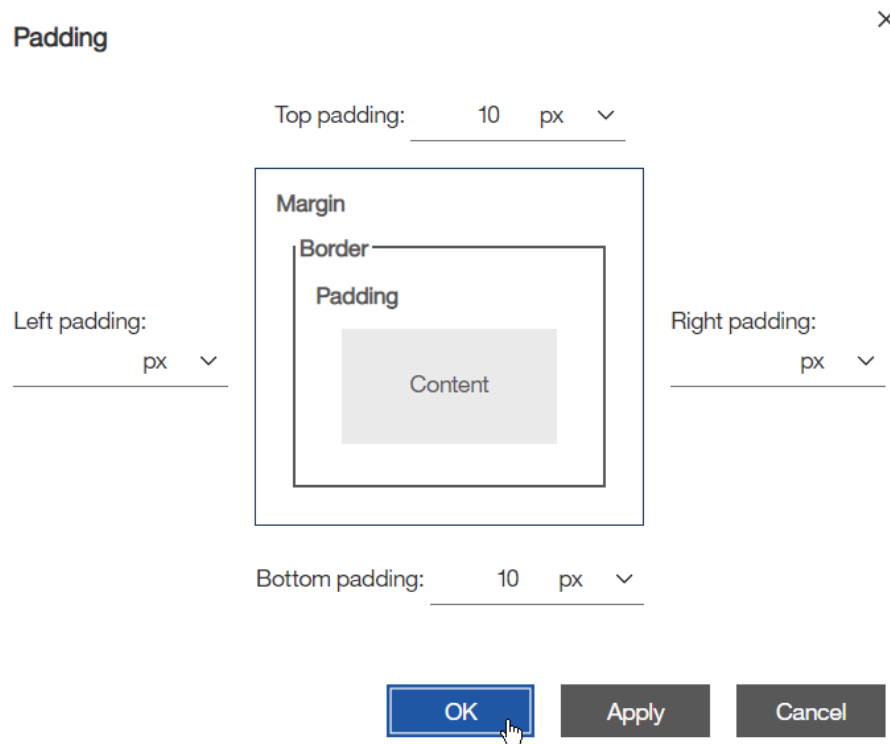 Padding
Top padding: 10 px
Margin
Border
Padding
Left padding:
px
Content
Right padding:
px
Bottom padding: 10 px
OK Apply Cancel